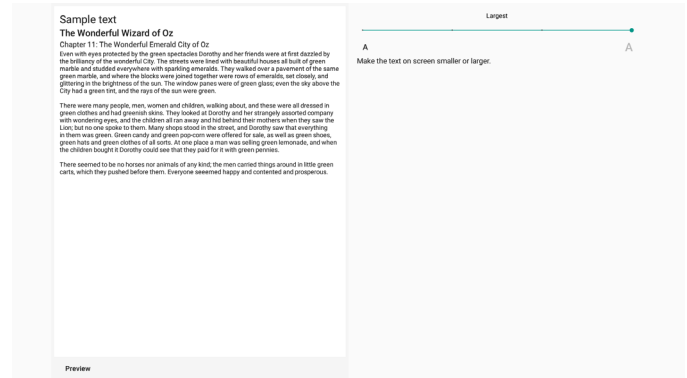 Sample text
The Wonderful Wizard of Oz
Chapter 11: The Wonderful Emerald City of Oz
Even with eyes protected by the green spectacles Dorothy and her friends were at first dazzled by
the brilliancy of the wonderful City. The streets were lined with beautiful houses all built of green
marble and studded everywhere with sparkling emeralds. They walked over a pavement of the same
green marble, and where the blocks were joined together were rows of emeralds, set closely, and
glittering in the brightness of the sun. The window panes were of green glass; even the sky above the
City had a green tint, and the rays of the sun were green.
There were many people, men, women and children, walking about, and these were all dressed in
green clothes and had greenish skins. They looked at Dorothy and her strangely assorted company
with wondering eyes, and the children all ran away and hid behind their mothers when they saw the
Lion; but no one spoke to them. Many shops stood in the street, and Dorothy saw that everything
in them was green. Green candy and green pop-corn were offered for sale, as well as green shoes,
green hats and green clothes of all sorts. At one place a man was selling green lemonade, and when
the children bought it Dorothy could see that they paid for it with green pennies.
There seemed to be no horses nor animals of any kind; the men carried things around in little green
carts, which they pushed before them. Everyone seeemed happy and contented and prosperous.
Preview
Largest
A A
Make the text on screen smaller or larger.